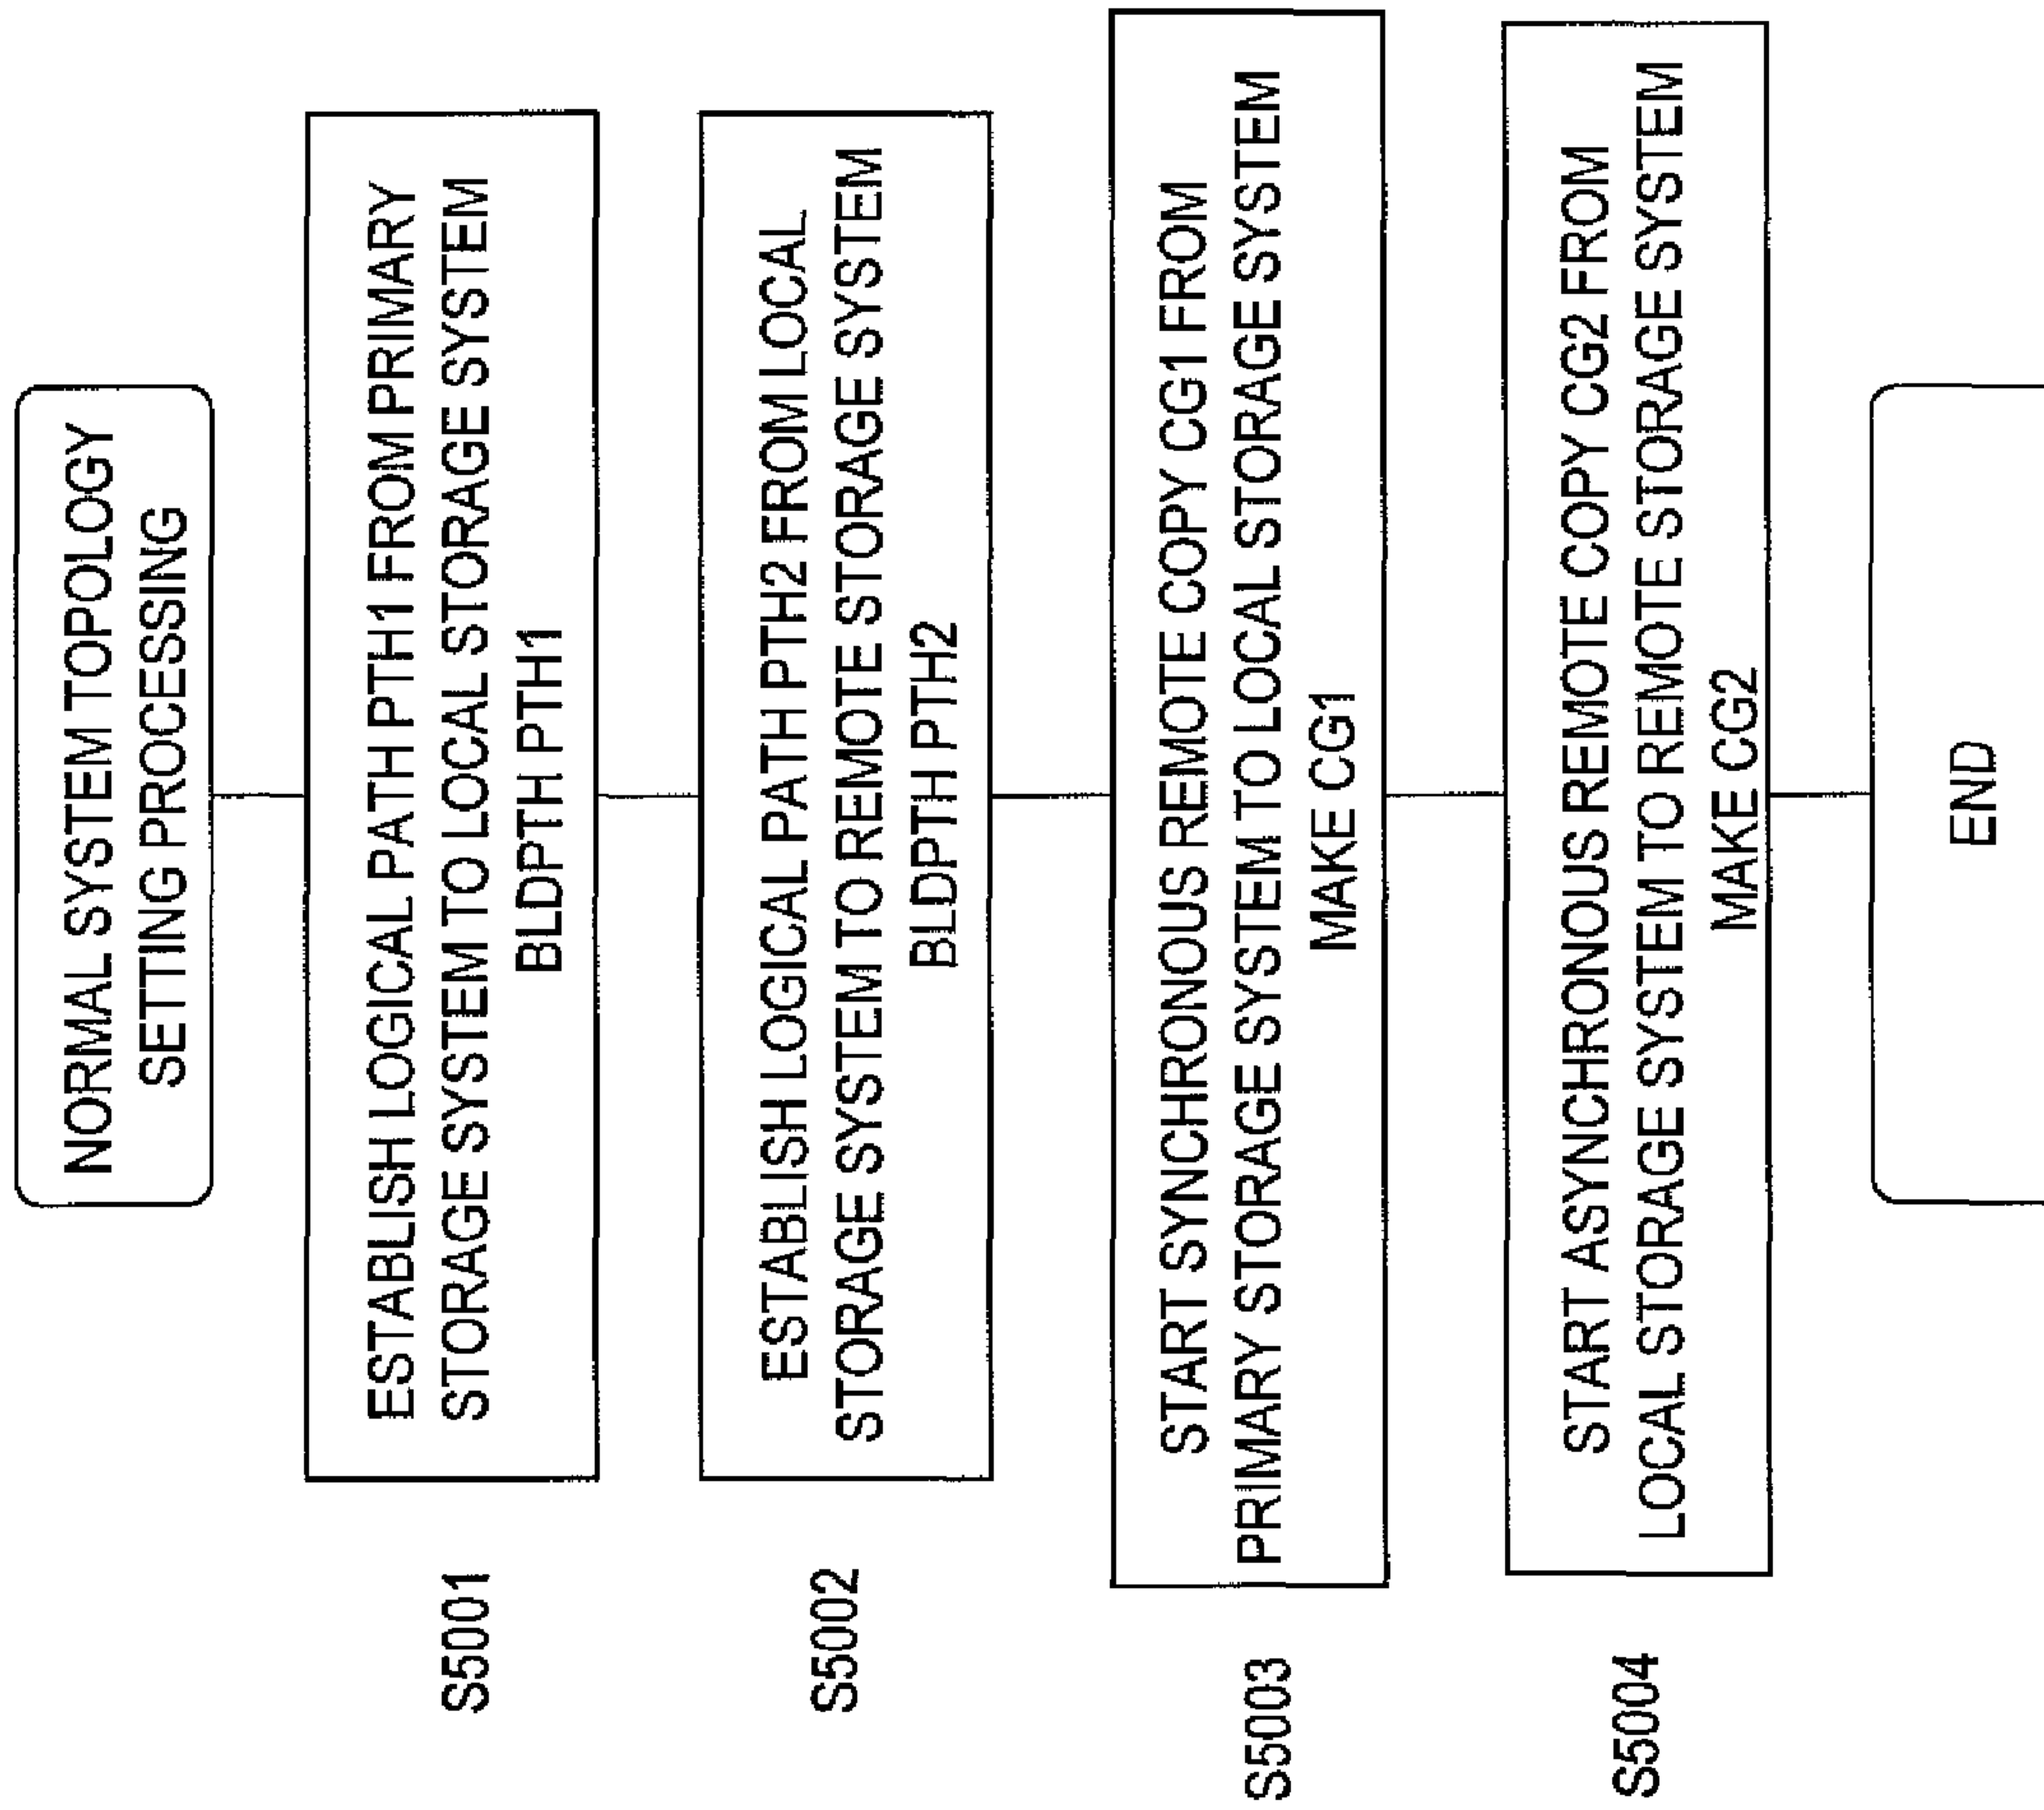 NORMAL SYSTEM TOPOLOGY
SETTING PROCESSING
S5001
ESTABLISH LOGICAL PATH PTH1 FROM PRIMARY
STORAGE SYSTEM TO LOCAL STORAGE SYSTEM
BLDPTH PTH1
S5002
ESTABLISH LOGICAL PATH PTH2 FROM LOCAL
STORAGE SYSTEM TO REMOTE STORAGE SYSTEM
BLDPTH PTH2
S5003
START SYNCHRONOUS REMOTE COPY CG1 FROM
PRIMARY STORAGE SYSTEM TO LOCAL STORAGE SYSTEM
MAKE CG1
S5004
START ASYNCHRONOUS REMOTE COPY CG2 FROM
LOCAL STORAGE SYSTEM TO REMOTE STORAGE SYSTEM
MAKE CG2
END